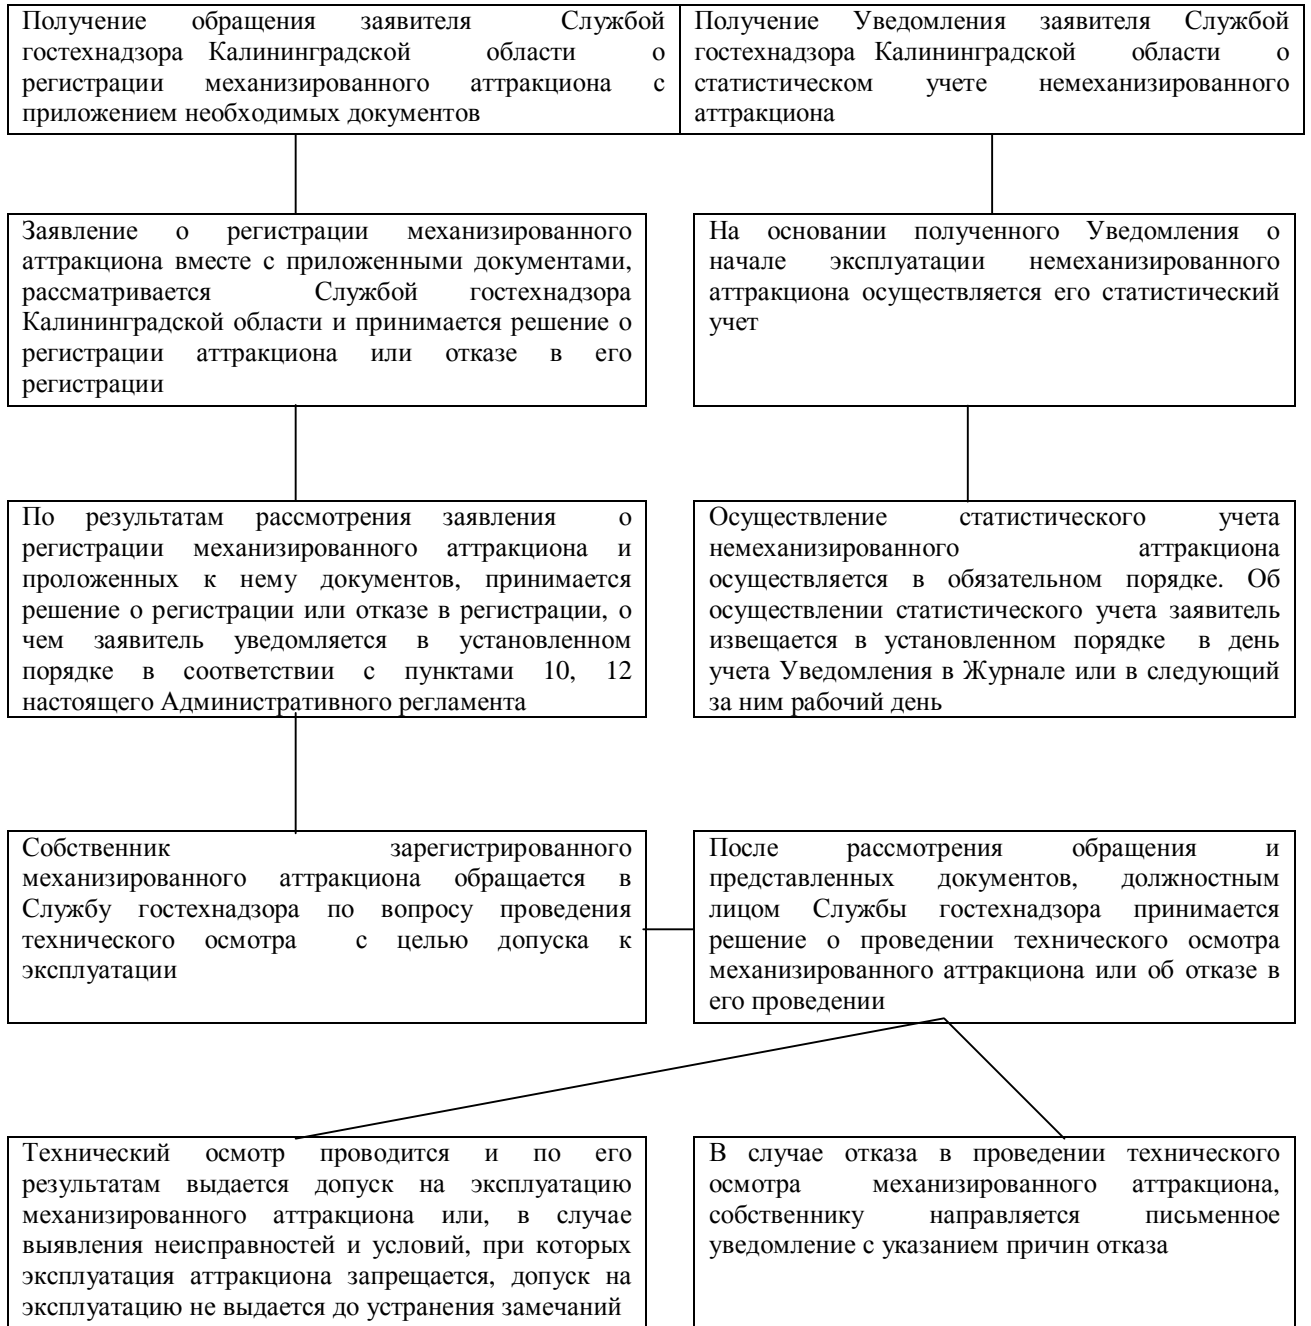 Получение обращения заявителя Службой
гостехнадзора Калининградской области о
регистрации механизированного аттракциона с
приложением необходимых документов
Получение Уведомления заявителя Службой
гостехнадзора Калининградской области о
статистическом учете немеханизированного
аттракциона
Заявление о регистрации механизированного
аттракциона вместе с приложенными документами,
рассматривается Службой гостехнадзора
Калининградской области и принимается решение о
регистрации аттракциона или отказе в его
регистрации
На основании полученного Уведомления о
начале эксплуатации немеханизированного
аттракциона осуществляется его статистический
учет
По результатам рассмотрения заявления о
регистрации механизированного аттракциона и
проложенных к нему документов, принимается
решение о регистрации или отказе в регистрации, о
чем заявитель уведомляется в установленном
порядке в соответствии с пунктами 10, 12
настоящего Административного регламента
Осуществление статистического учета
немеханизированного аттракциона
осуществляется в обязательном порядке. Об
осуществлении статистического учета заявитель
извещается в установленном порядке в день
учета Уведомления в Журнале или в следующий
за ним рабочий день
Собственник зарегистрированного
механизированного аттракциона обращается в
Службу гостехнадзора по вопросу проведения
технического осмотра с целью допуска к
эксплуатации
После рассмотрения обращения и
представленных документов, должностным
лицом Службы гостехнадзора принимается
решение о проведении технического осмотра
механизированного аттракциона или об отказе в
его проведении
Технический осмотр проводится и по его
результатам выдается допуск на эксплуатацию
механизированного аттракциона или, в случае
выявления неисправностей и условий, при которых
эксплуатация аттракциона запрещается, допуск на
эксплуатацию не выдается до устранения замечаний
В случае отказа в проведении технического
осмотра механизированного аттракциона,
собственнику направляется письменное
уведомление с указанием причин отказа